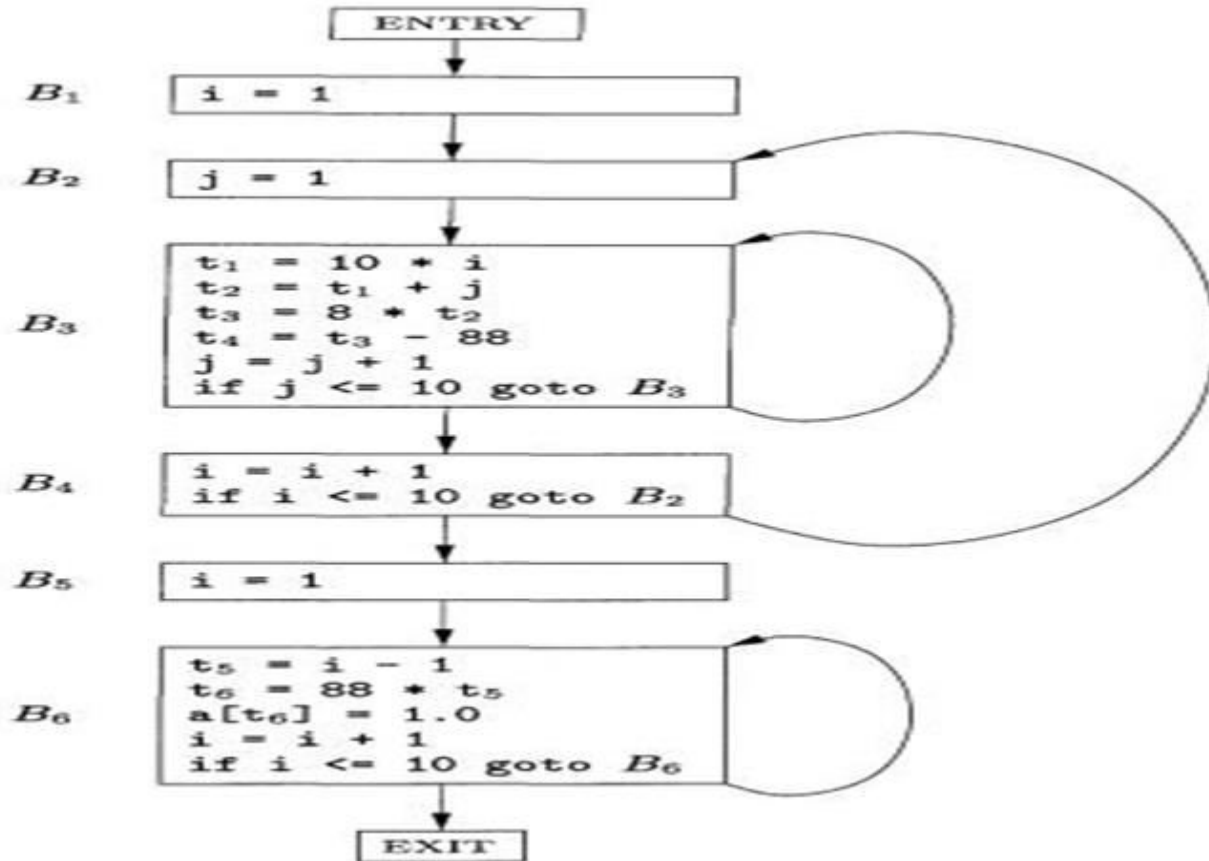 ENTRY
B₁
i = 1
B₂
j = 1
B₃
t₁ = 10 * i
t₂ = t₁ + j
t₃ = 8 * t₂
t₄ = t₃ - 88
j = j + 1
if j <= 10 goto B₃
B₄
i = i + 1
if i <= 10 goto B₂
B₅
i = 1
B₆
t₅ = i - 1
t₆ = 88 * t₅
a[t₆] = 1.0
i = i + 1
if i <= 10 goto B₆
EXIT